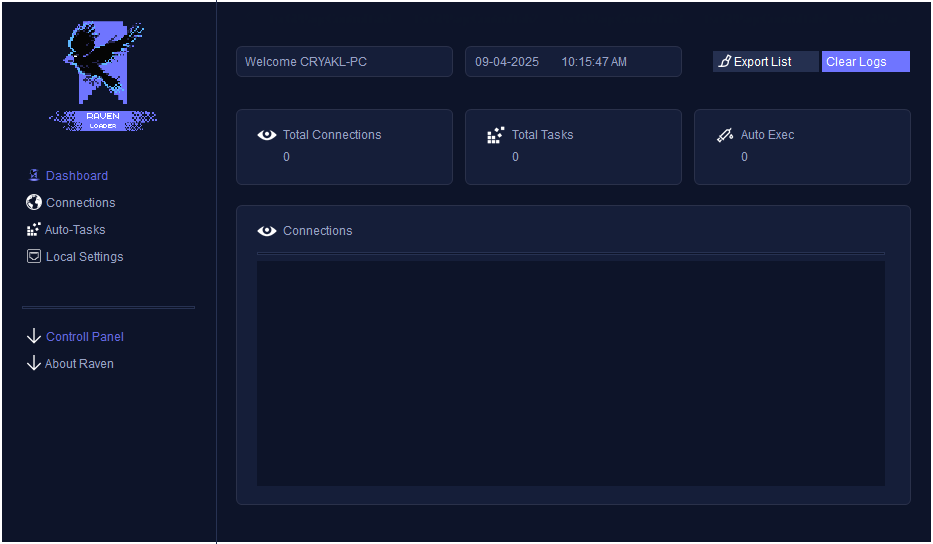 RAVEN
LOADER
Welcome CRYAKL-PC
09-04-2025 10:15:47 AM
Export List
Clear Logs
Total Connections
0
Total Tasks
0
Auto Exec
0
Dashboard
Connections
Auto-Tasks
Local Settings
Controll Panel
About Raven
Connections